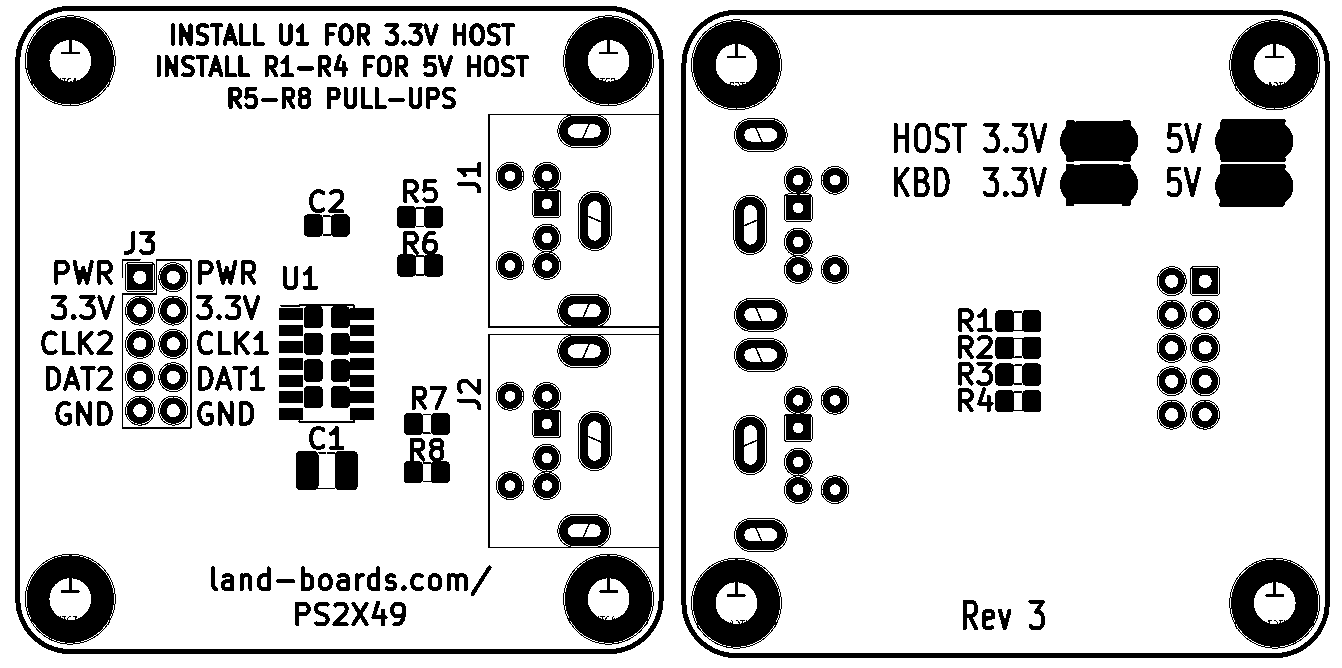 INSTALL U1 FOR 3.3V HOST
INSTALL R1-R4 FOR 5V HOST
R5-R8 PULL-UPS
J1
C2
R5
R6
J3
PWR PWR
U1
3.3V 3.3V
CLK2 CLK1
DAT2 DAT1
GND GND
J2
R7
C1
R8
land-boards.com/
PS2X49
HOST 3.3V 5V
KBD 3.3V 5V
R1
R2
R3
R4
Rev 3